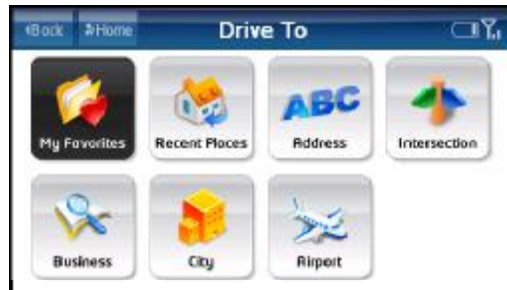 Back Home Drive To
My Favorites Recent Places ABC Address Intersection
Business City Airport